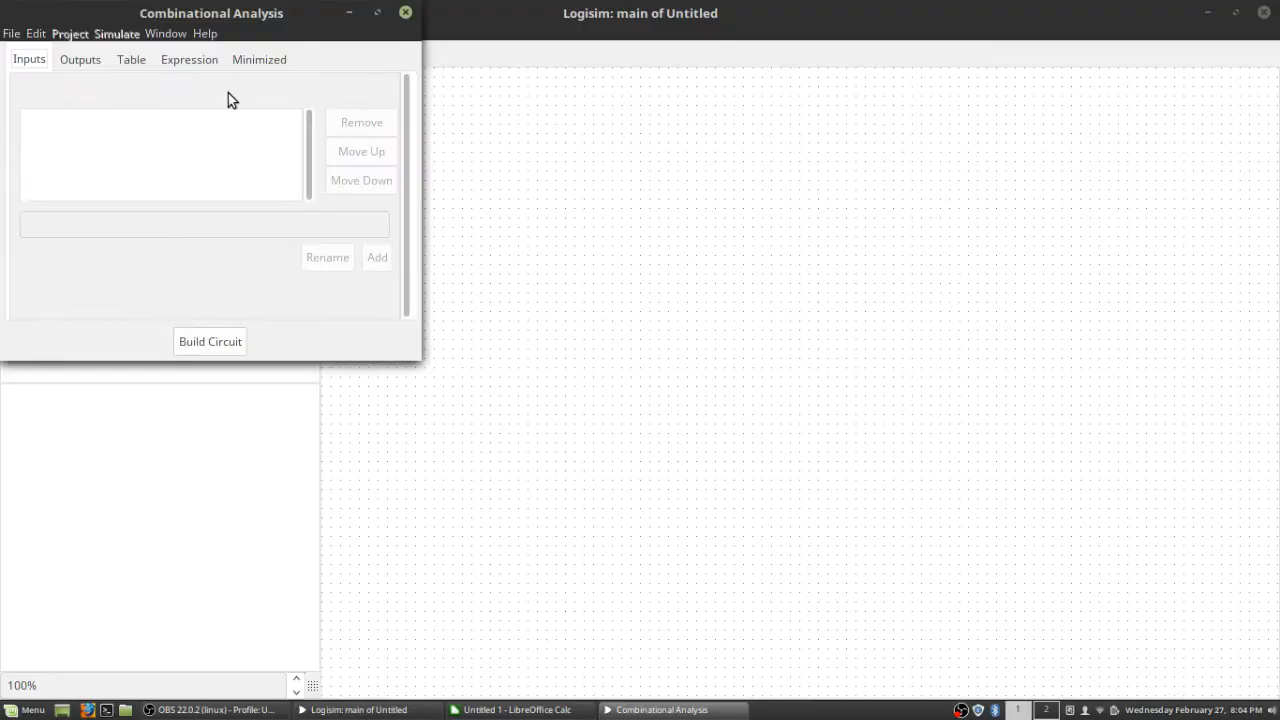 Combinational Analysis
Logisim: main of Untitled
File Edit Project Simulate Window Help
Inputs Outputs Table Expression Minimized
Remove
Move Up
Move Down
Rename Add
Build Circuit
100%
Menu OBS 22.0.2 (linux) - Profile: U... Logisim: main of Untitled Untitled 1 - LibreOffice Calc Combinational Analysis 1 2 Wednesday February 27, 8:04 PM